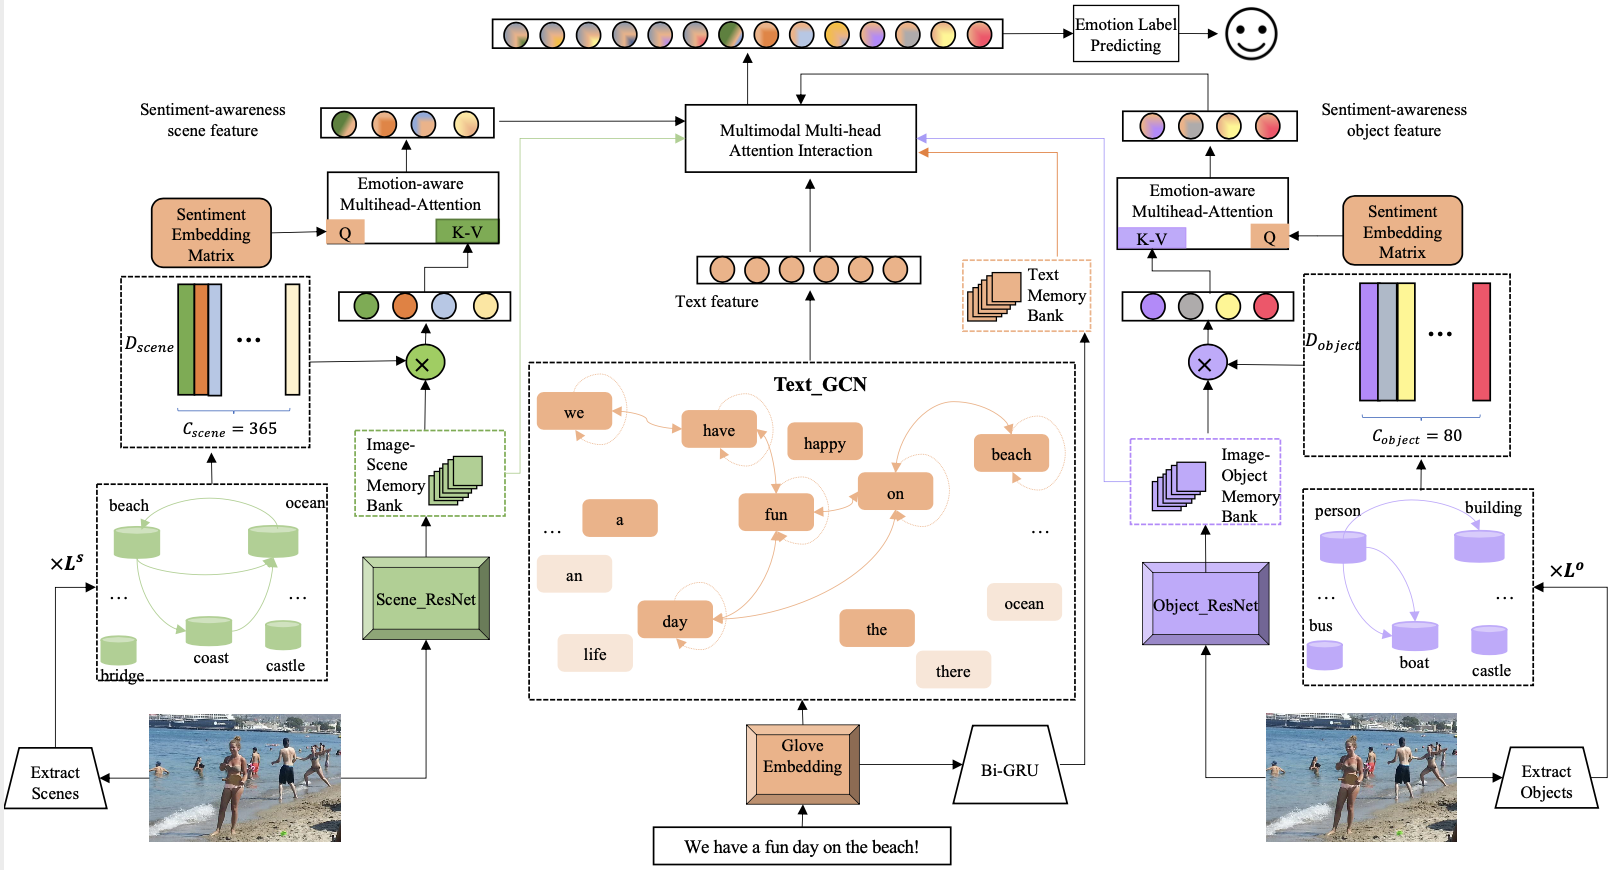 Emotion Label
Predicting
Sentiment-awareness
scene feature
Multimodal Multi-head
Attention Interaction
Sentiment-awareness
object feature
Emotion-aware
Multihead-Attention
Q
K-V
Sentiment
Embedding
Matrix
Emotion-aware
Multihead-Attention
K-V
Q
Sentiment
Embedding
Matrix
Text feature
Text
Memory
Bank
D_scene
...
C_scene = 365
×
D_object
...
C_object = 80
×
Image-
Scene
Memory
Bank
Image-
Object
Memory
Bank
Text_GCN
we
have
happy
beach
on
a
fun
...
...
an
day
the
ocean
life
there
beach
ocean
×L^s
...
...
bridge
coast
castle
Scene_ResNet
Object_ResNet
person
building
×L^o
...
...
bus
boat
castle
Extract
Scenes
Glove
Embedding
Bi-GRU
Extract
Objects
We have a fun day on the beach!